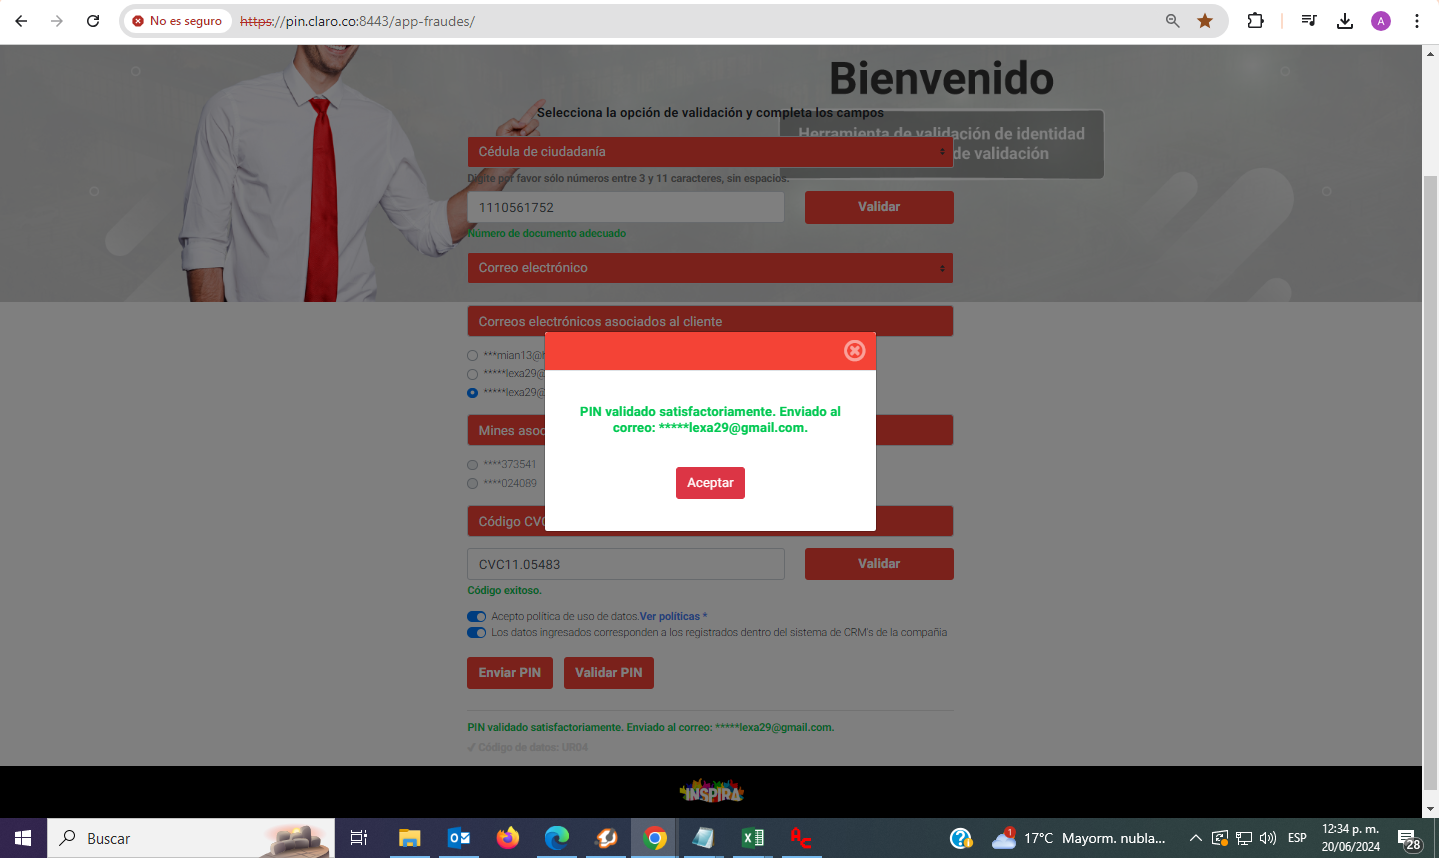 No es seguro
https://pin.claro.co:8443/app-fraudes/
A
Bienvenido
Selecciona la opción de validación y completa los campos
Herramienta de validación de identidad
de validación
Cédula de ciudadanía
Digite por favor sólo números entre 3 y 11 caracteres, sin espacios.
1110561752
Validar
Número de documento adecuado
Correo electrónico
Correos electrónicos asociados al cliente
***mian13@
*****lexa29@
*****lexa29@
PIN validado satisfactoriamente. Enviado al
correo: *****lexa29@gmail.com.
Aceptar
Mines asoc
****373541
****024089
Código CVC
CVC11.05483
Validar
Código exitoso.
Acepto política de uso de datos.Ver políticas *
Los datos ingresados corresponden a los registrados dentro del sistema de CRM's de la compañia
Enviar PIN
Validar PIN
PIN validado satisfactoriamente. Enviado al correo: *****lexa29@gmail.com.
✓ Código de datos: UR04
INSPIRA
Buscar
1
17°C Mayorm. nubla...
ESP
12:34 p. m.
20/06/2024
28